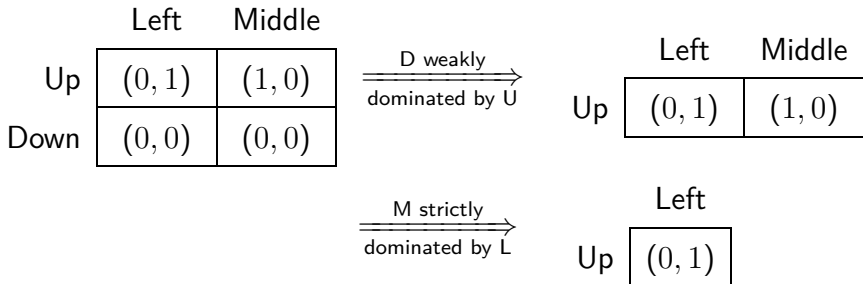 Left Middle
Up (0, 1) (1, 0)
Down (0, 0) (0, 0)
D weakly
dominated by U
Left Middle
Up (0, 1) (1, 0)
M strictly
dominated by L
Left
Up (0, 1)